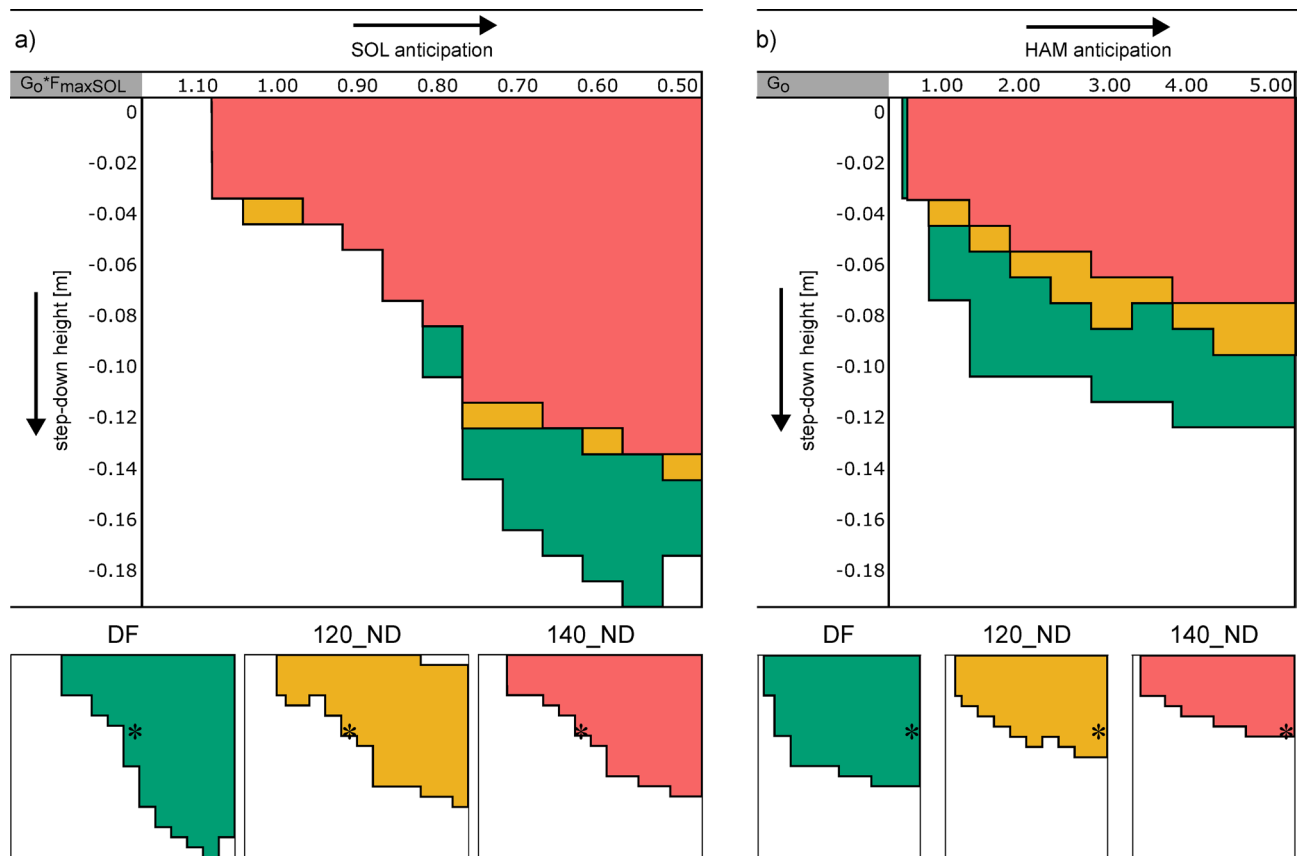 a)
SOL anticipation
G₀*FmaxSOL 1.10 1.00 0.90 0.80 0.70 0.60 0.50
0
-0.02
-0.04
-0.06
-0.08
-0.10
-0.12
-0.14
-0.16
-0.18
step-down height [m]
DF 120_ND 140_ND
*
*
*
b)
HAM anticipation
G₀ 1.00 2.00 3.00 4.00 5.00
0
-0.02
-0.04
-0.06
-0.08
-0.10
-0.12
-0.14
-0.16
-0.18
step-down height [m]
DF 120_ND 140_ND
*
*
*